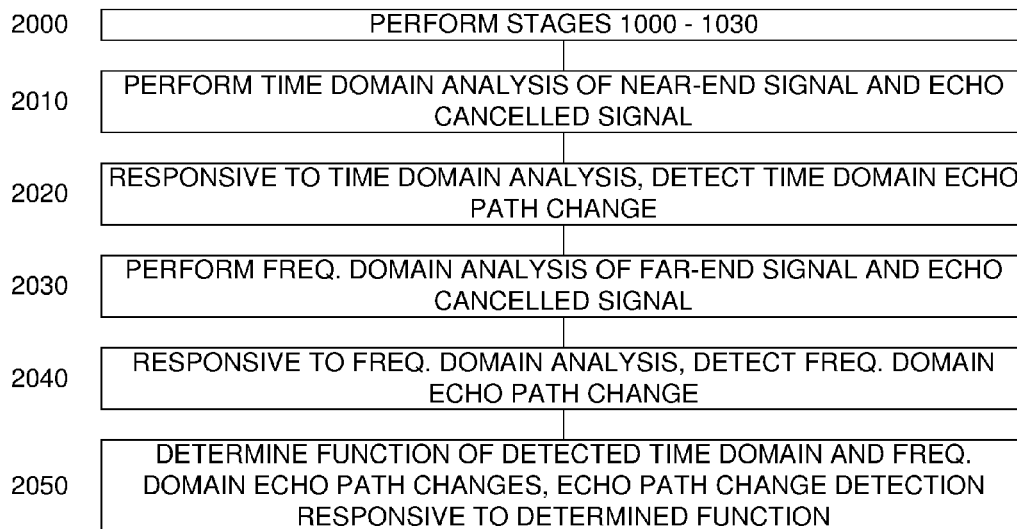 2000 PERFORM STAGES 1000 - 1030
PERFORM TIME DOMAIN ANALYSIS OF NEAR-END SIGNAL AND ECHO
2010
CANCELLED SIGNAL
RESPONSIVE TO TIME DOMAIN ANALYSIS, DETECT TIME DOMAIN ECHO
2020
PATH CHANGE
PERFORM FREQ. DOMAIN ANALYSIS OF FAR-END SIGNAL AND ECHO
2030
CANCELLED SIGNAL
RESPONSIVE TO FREQ. DOMAIN ANALYSIS, DETECT FREQ. DOMAIN
2040
ECHO PATH CHANGE
DETERMINE FUNCTION OF DETECTED TIME DOMAIN AND FREQ.
2050 DOMAIN ECHO PATH CHANGES, ECHO PATH CHANGE DETECTION
RESPONSIVE TO DETERMINED FUNCTION